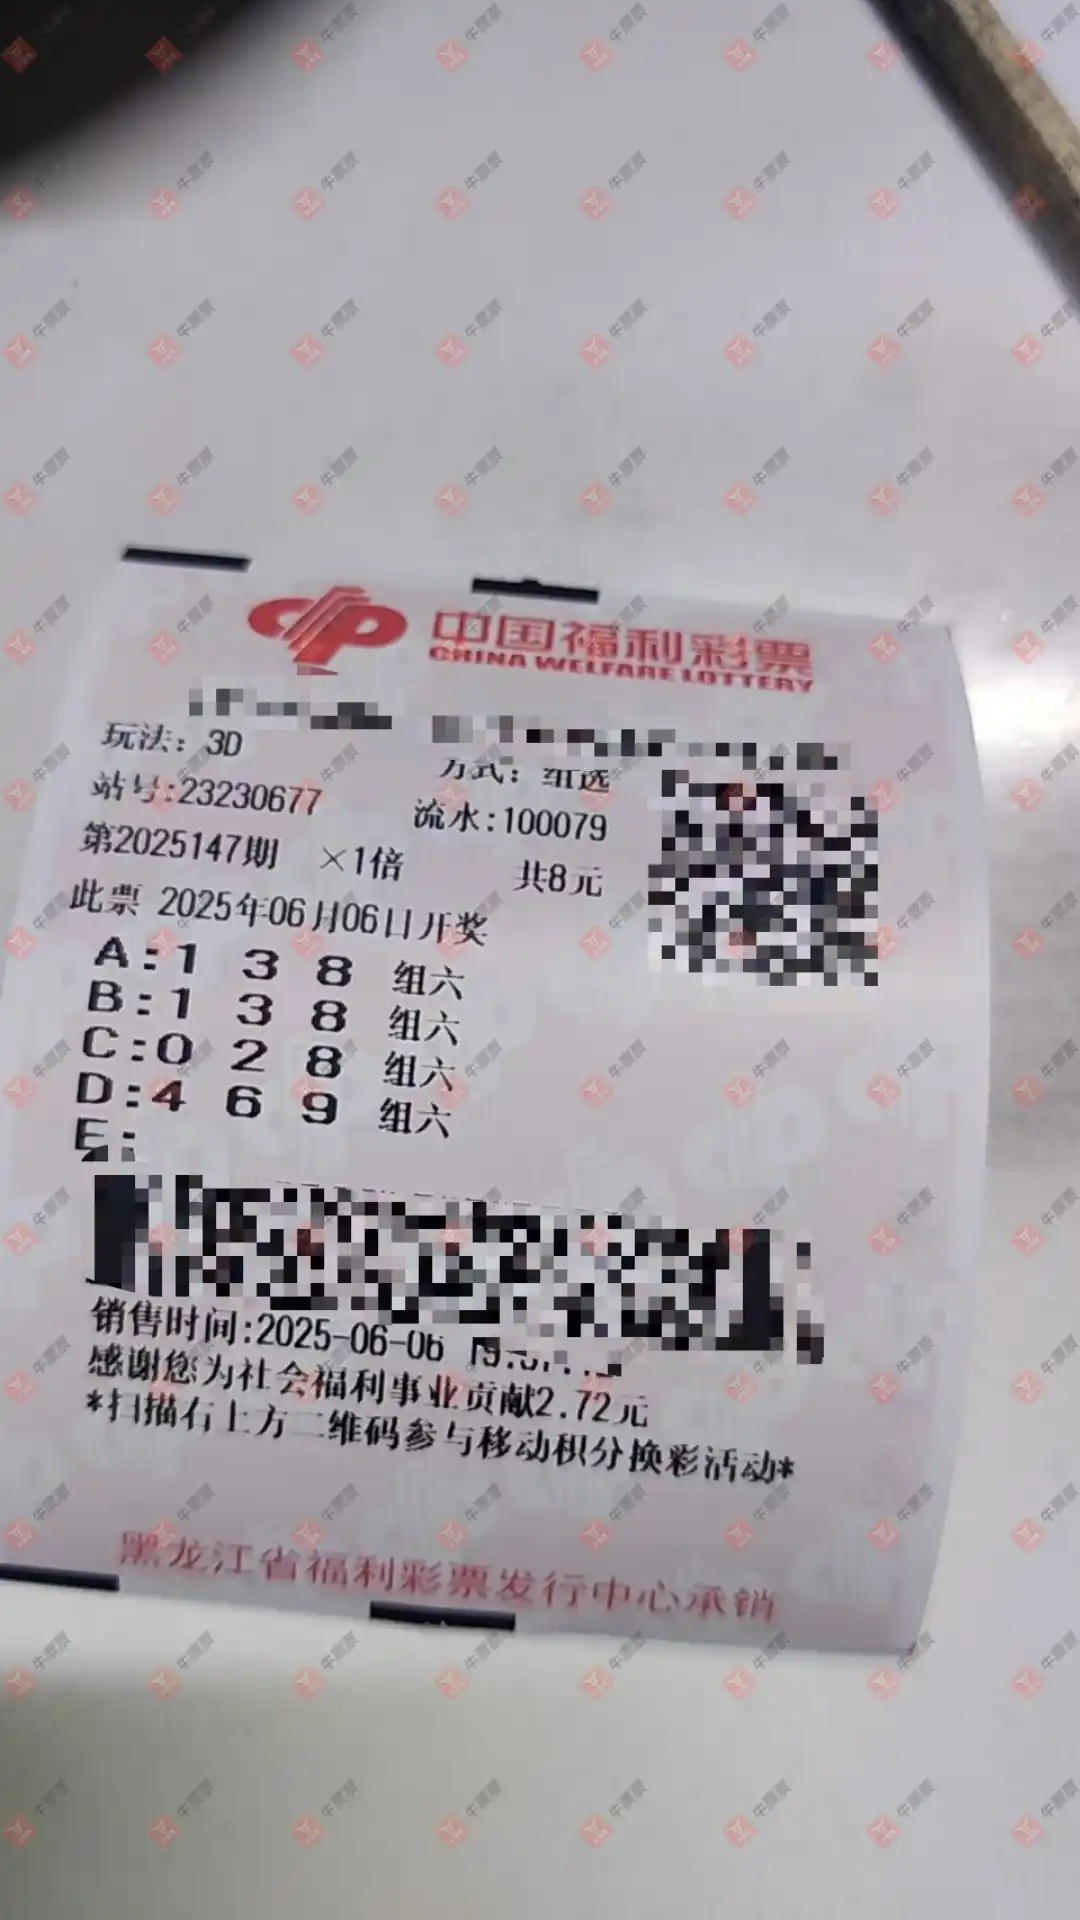 中国福利彩票
CHINA WELFARE LOTTERY
玩法：3D
方式：组选
站号:23230677
流水:100079
第2025147期 ×1倍 共8元
此票 2025年06月06日开奖
A:1 3 8 组六
B:1 3 8 组六
C:0 2 8 组六
D:4 6 9 组六
E:
销售时间:2025-06-06
感谢您为社会福利事业贡献2.72元
*扫描右上方二维码参与移动积分换彩活动*
黑龙江省福利彩票发行中心承销
牛票票